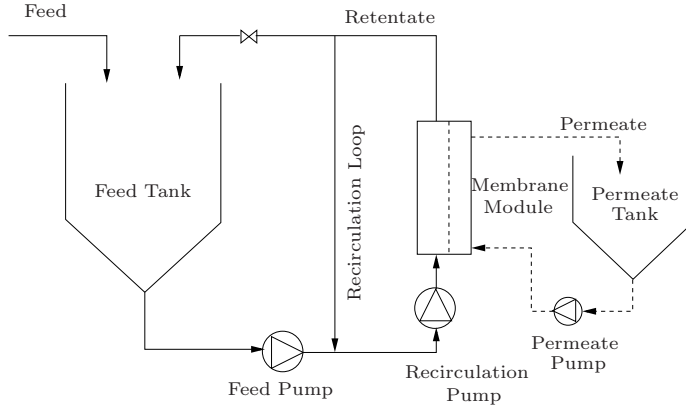 Feed
Retentate
Permeate
Recirculation Loop
Feed Tank
Membrane
Module
Permeate
Tank
Permeate
Pump
Recirculation
Pump
Feed Pump